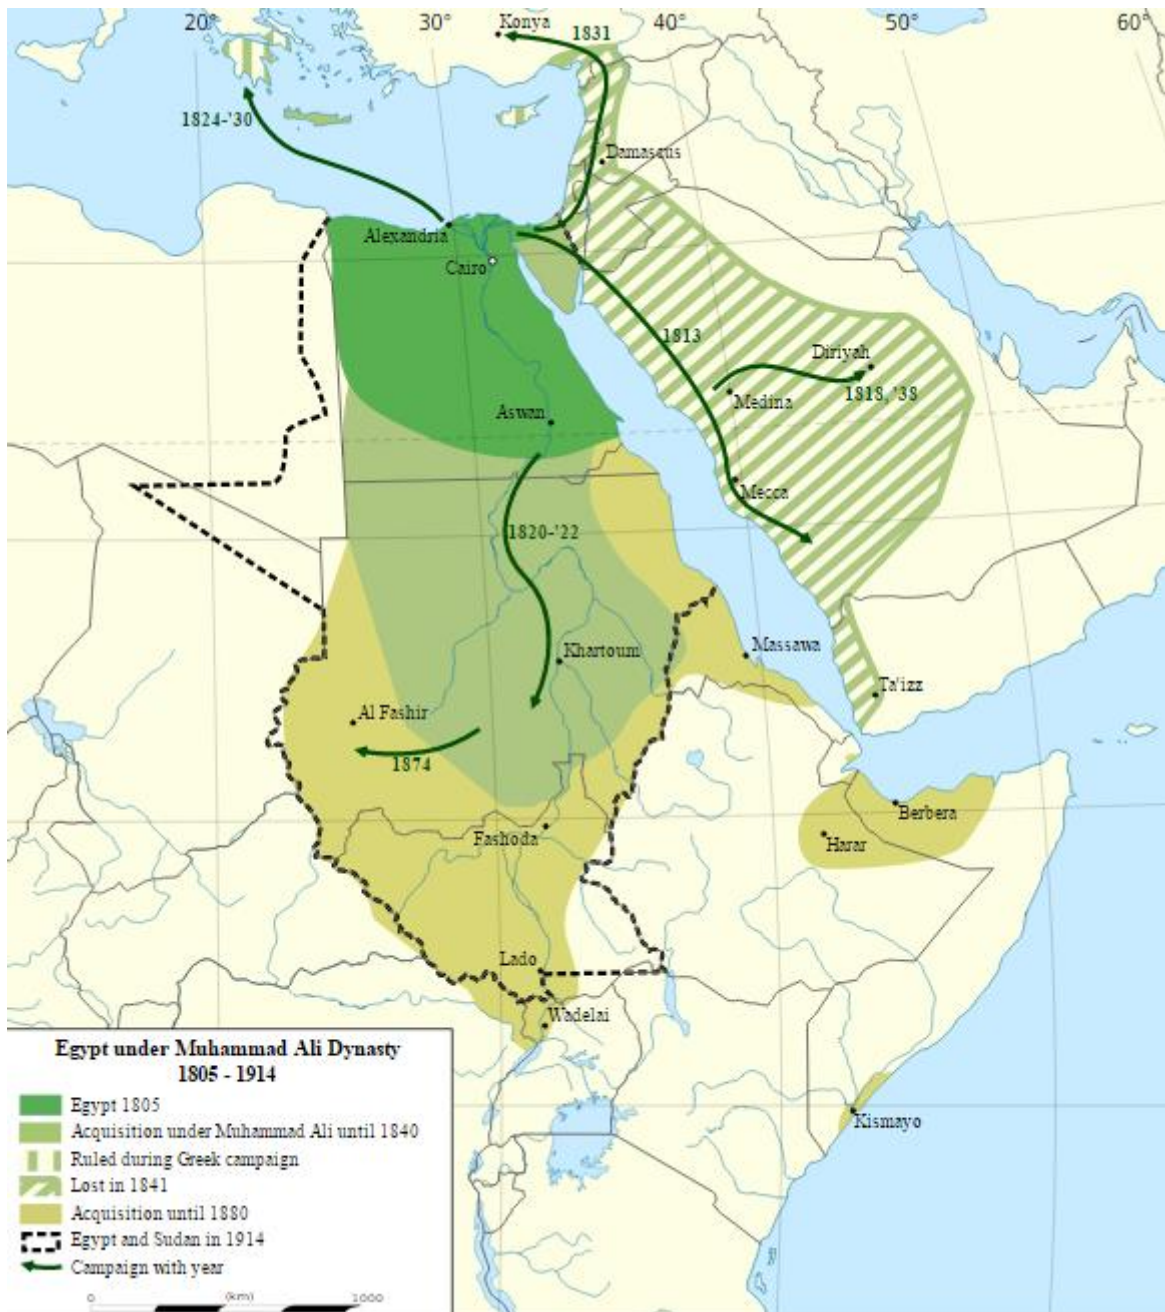 20°
30°
40°
50°
60°
Konya
1831
1824-'30
Damascus
Alexandria
Cairo
1813
Diriyah
1818, '38
Medina
Aswan
Mecca
1820-'22
Khartoum
Massawa
Ta'izz
Al Fashir
1874
Berbera
Fashoda
Harar
Lado
Wadelai
Kismayo
Egypt under Muhammad Ali Dynasty
1805 - 1914
Egypt 1805
Acquisition under Muhammad Ali until 1840
Ruled during Greek campaign
Lost in 1841
Acquisition until 1880
Egypt and Sudan in 1914
Campaign with year
0 (km) 1000